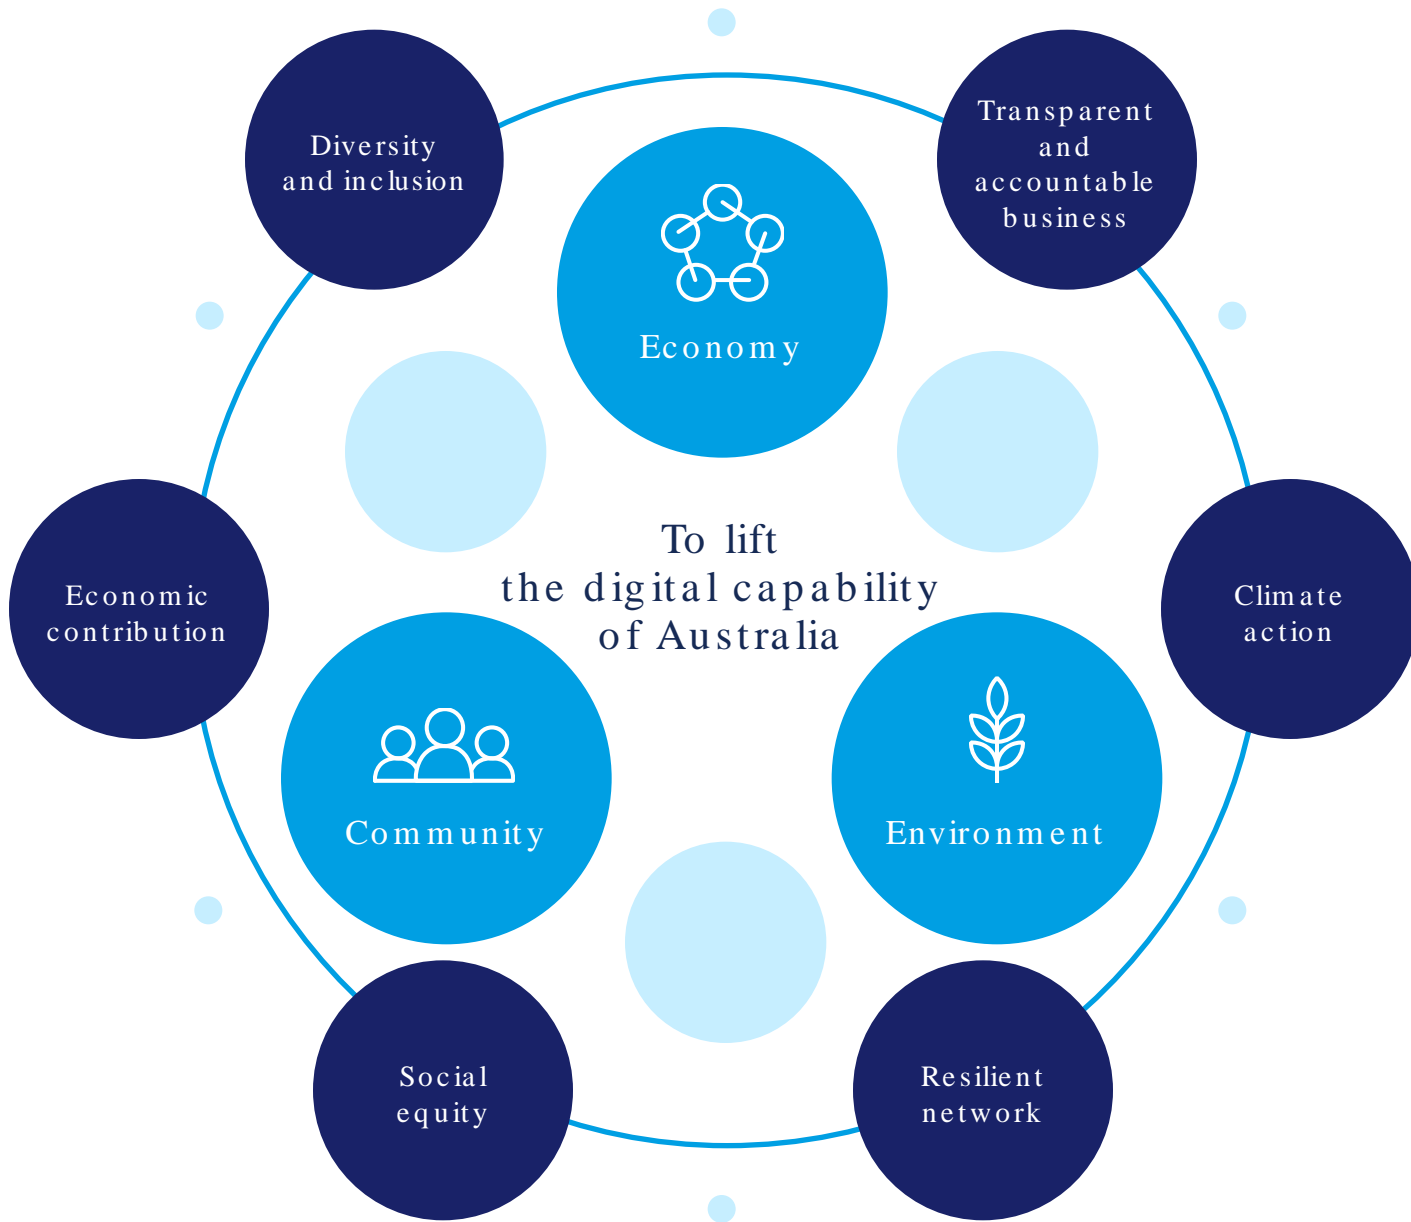 Diversity
and inclusion
Transparent
and
accountable
business
Economy
To lift
the digital capability
of Australia
Economic
contribution
Climate
action
Community
Environment
Social
equity
Resilient
network